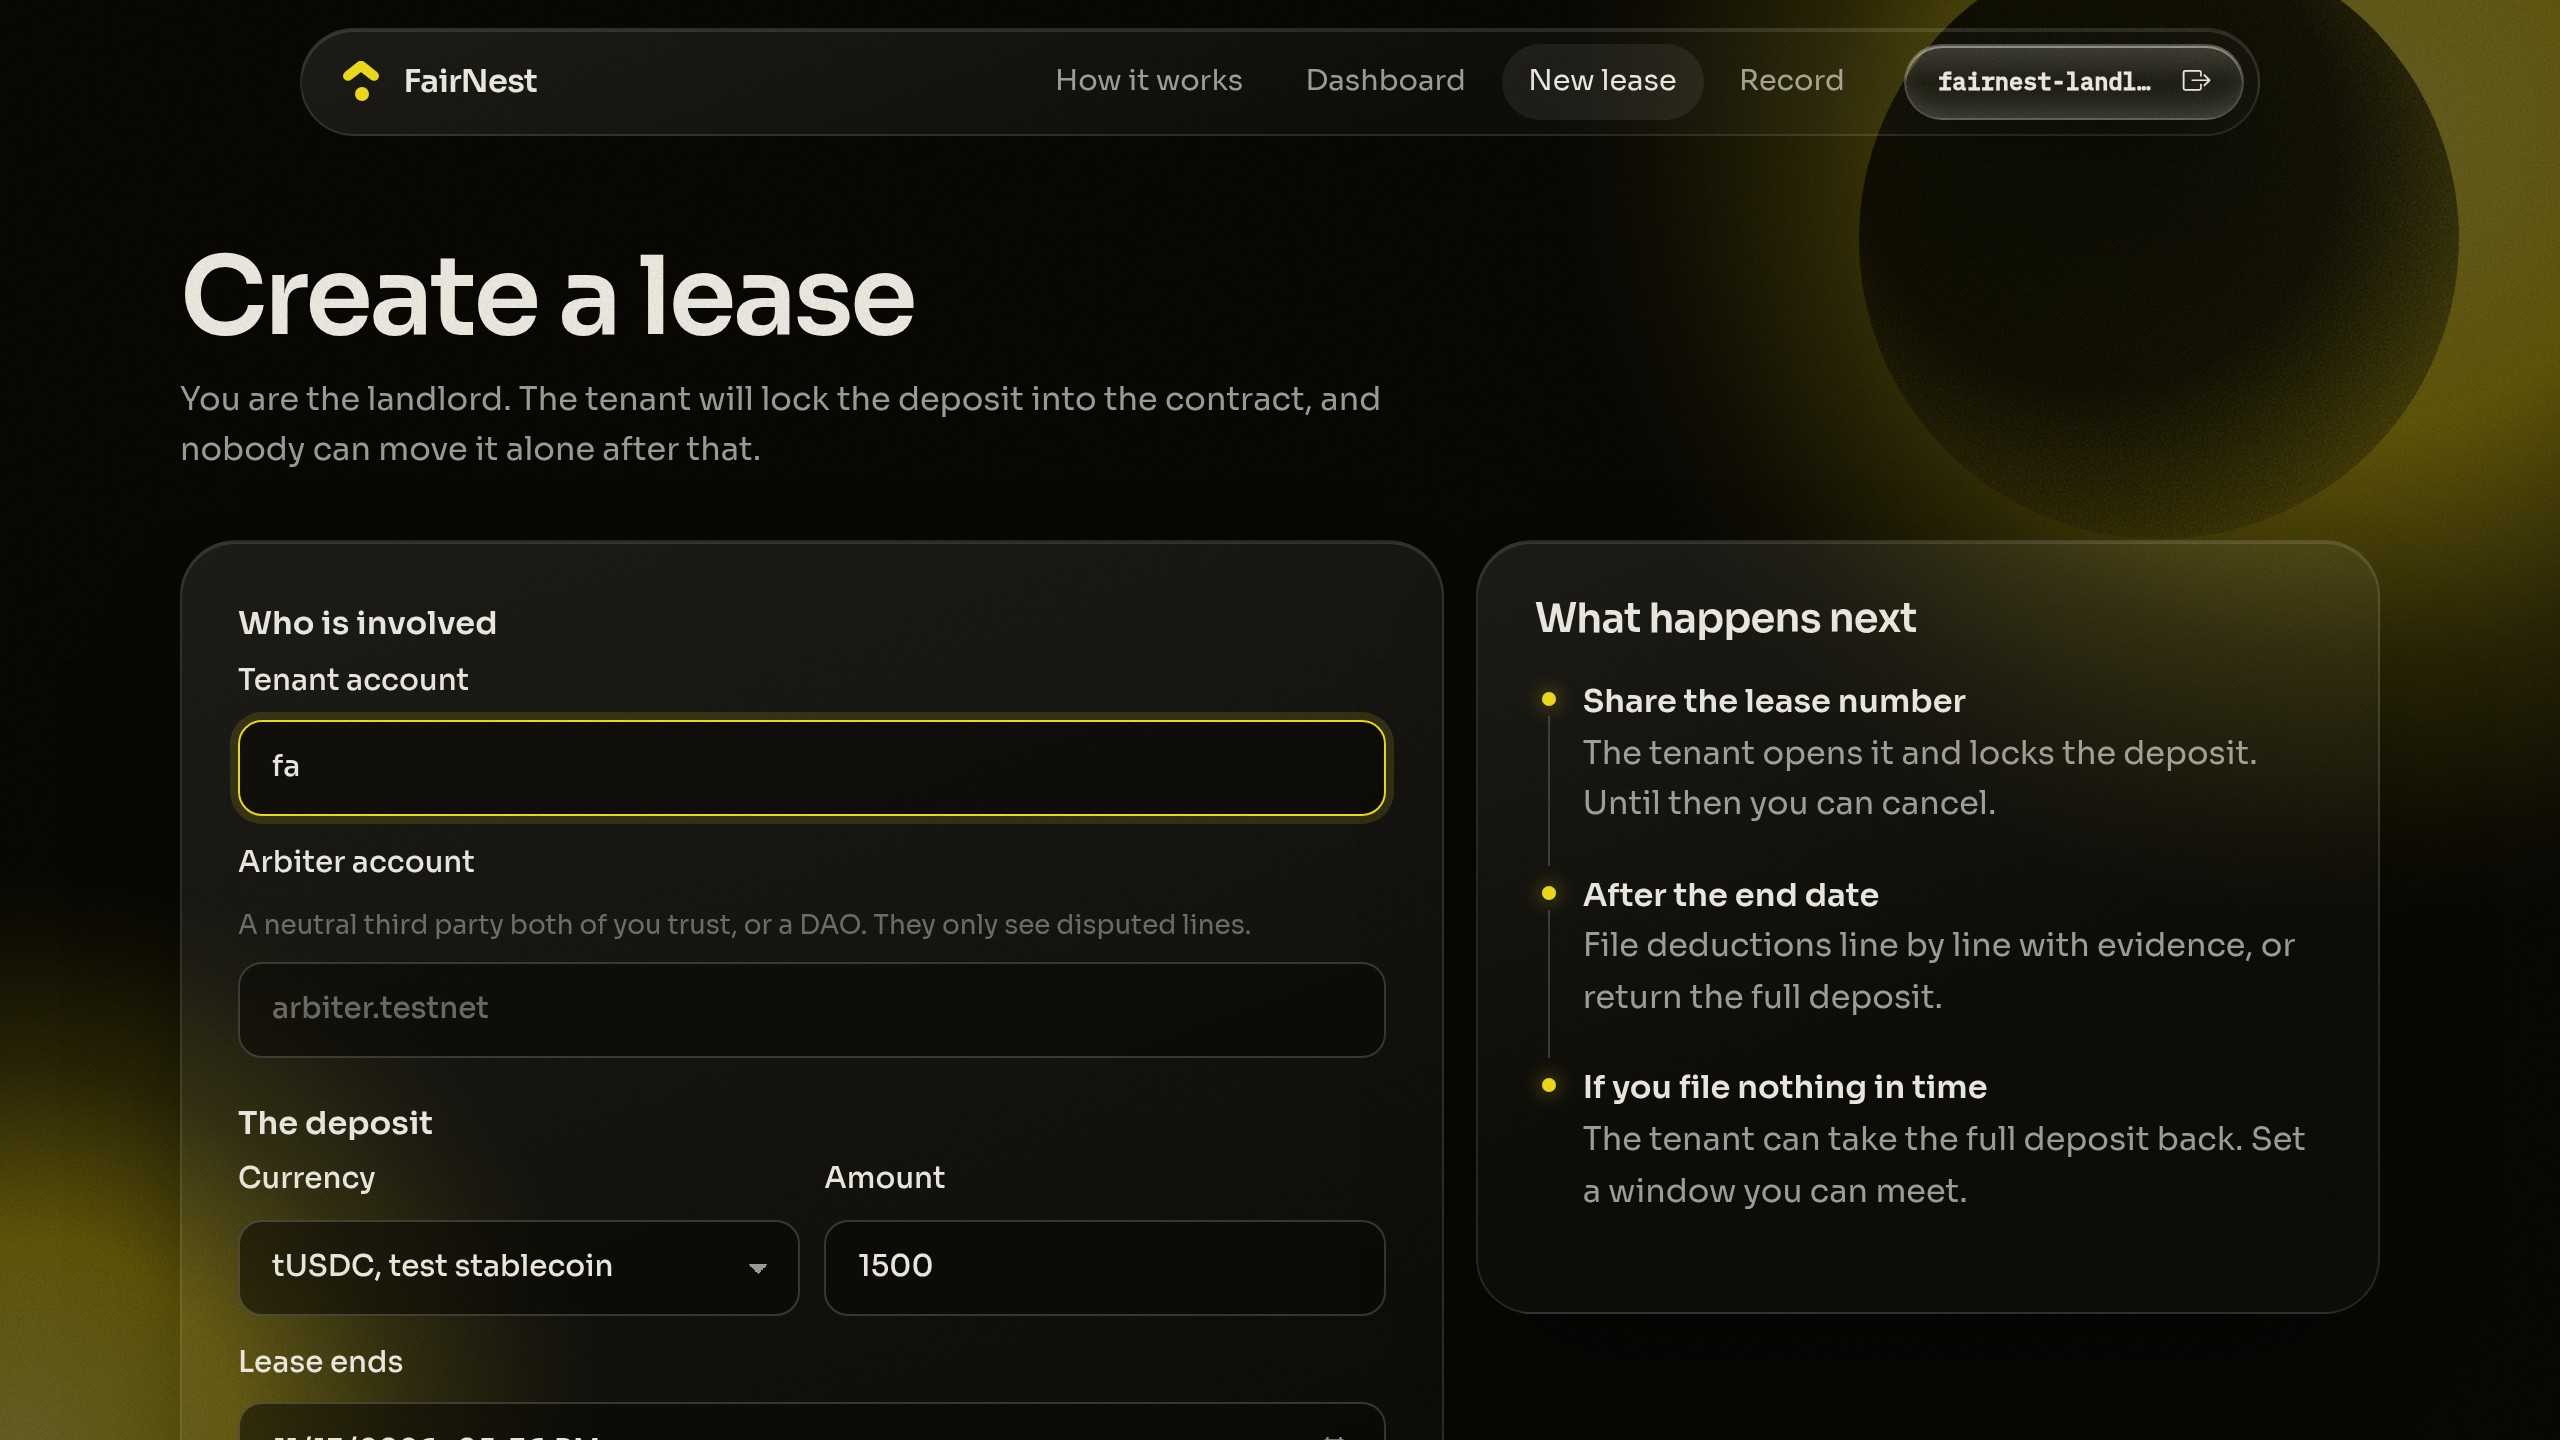 FairNest
How it works
Dashboard
New lease
Record
fairnest-landl…
Create a lease
You are the landlord. The tenant will lock the deposit into the contract, and
nobody can move it alone after that.
Who is involved
Tenant account
fa
Arbiter account
A neutral third party both of you trust, or a DAO. They only see disputed lines.
arbiter.testnet
The deposit
Currency
Amount
tUSDC, test stablecoin
1500
Lease ends
What happens next
Share the lease number
The tenant opens it and locks the deposit.
Until then you can cancel.
After the end date
File deductions line by line with evidence, or
return the full deposit.
If you file nothing in time
The tenant can take the full deposit back. Set
a window you can meet.